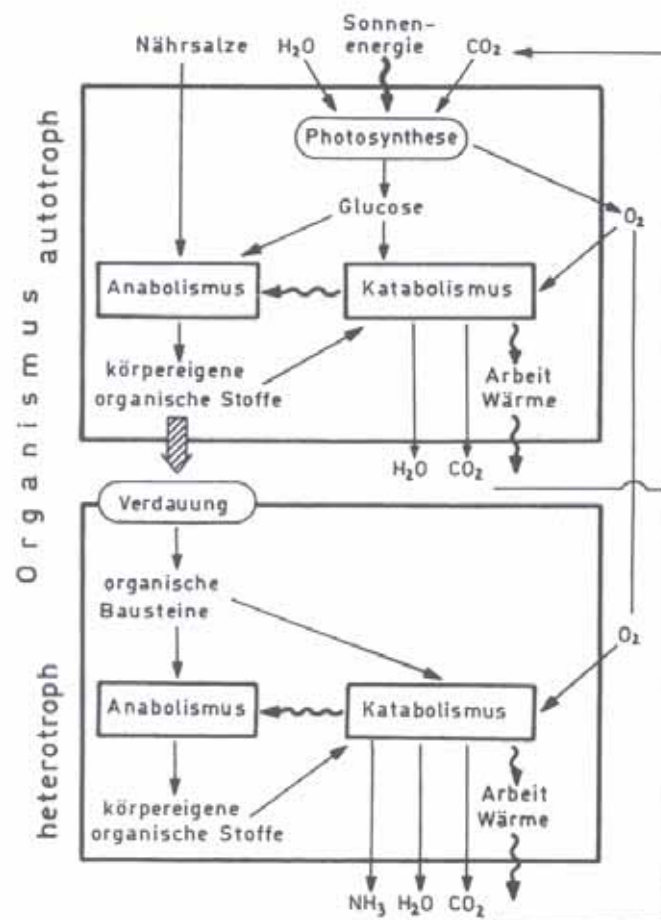 Nährsalze
H₂O
Sonnen-
energie
CO₂
Photosynthese
Glucose
O₂
Anabolismus
Katabolismus
körpereigene
organische Stoffe
Arbeit
Wärme
H₂O
CO₂
Organismus
autotroph
Verdauung
organische
Bausteine
O₂
Anabolismus
Katabolismus
körpereigene
organische Stoffe
Arbeit
Wärme
NH₃
H₂O
CO₂
heterotroph